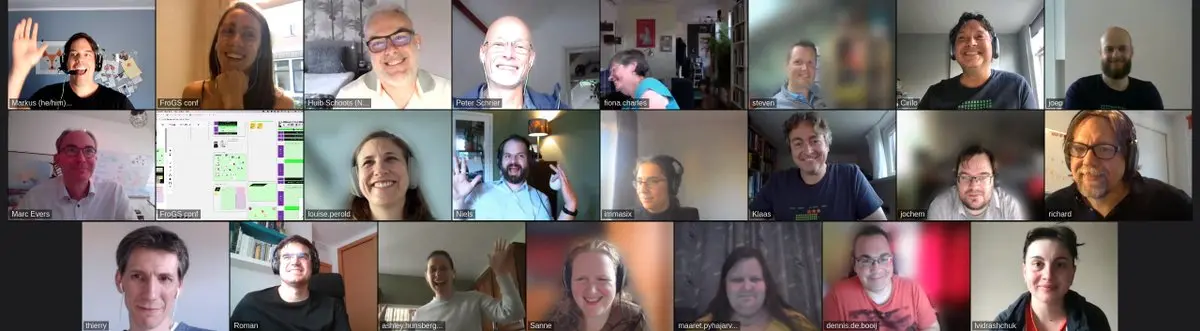 Markus (he/him)...
FroGS conf
Huib Schoots (N...
Peter Schrier
fiona.charles
steven
Cirilo
joep
Marc Evers
FroGS conf
louise.perold
Niels
immasix
Klaas
jochem
richard
thierry
Roman
ashley.hunsberg...
Sanne
maaret.pyhajarv...
dennis.de.booij
lvidrashchuk